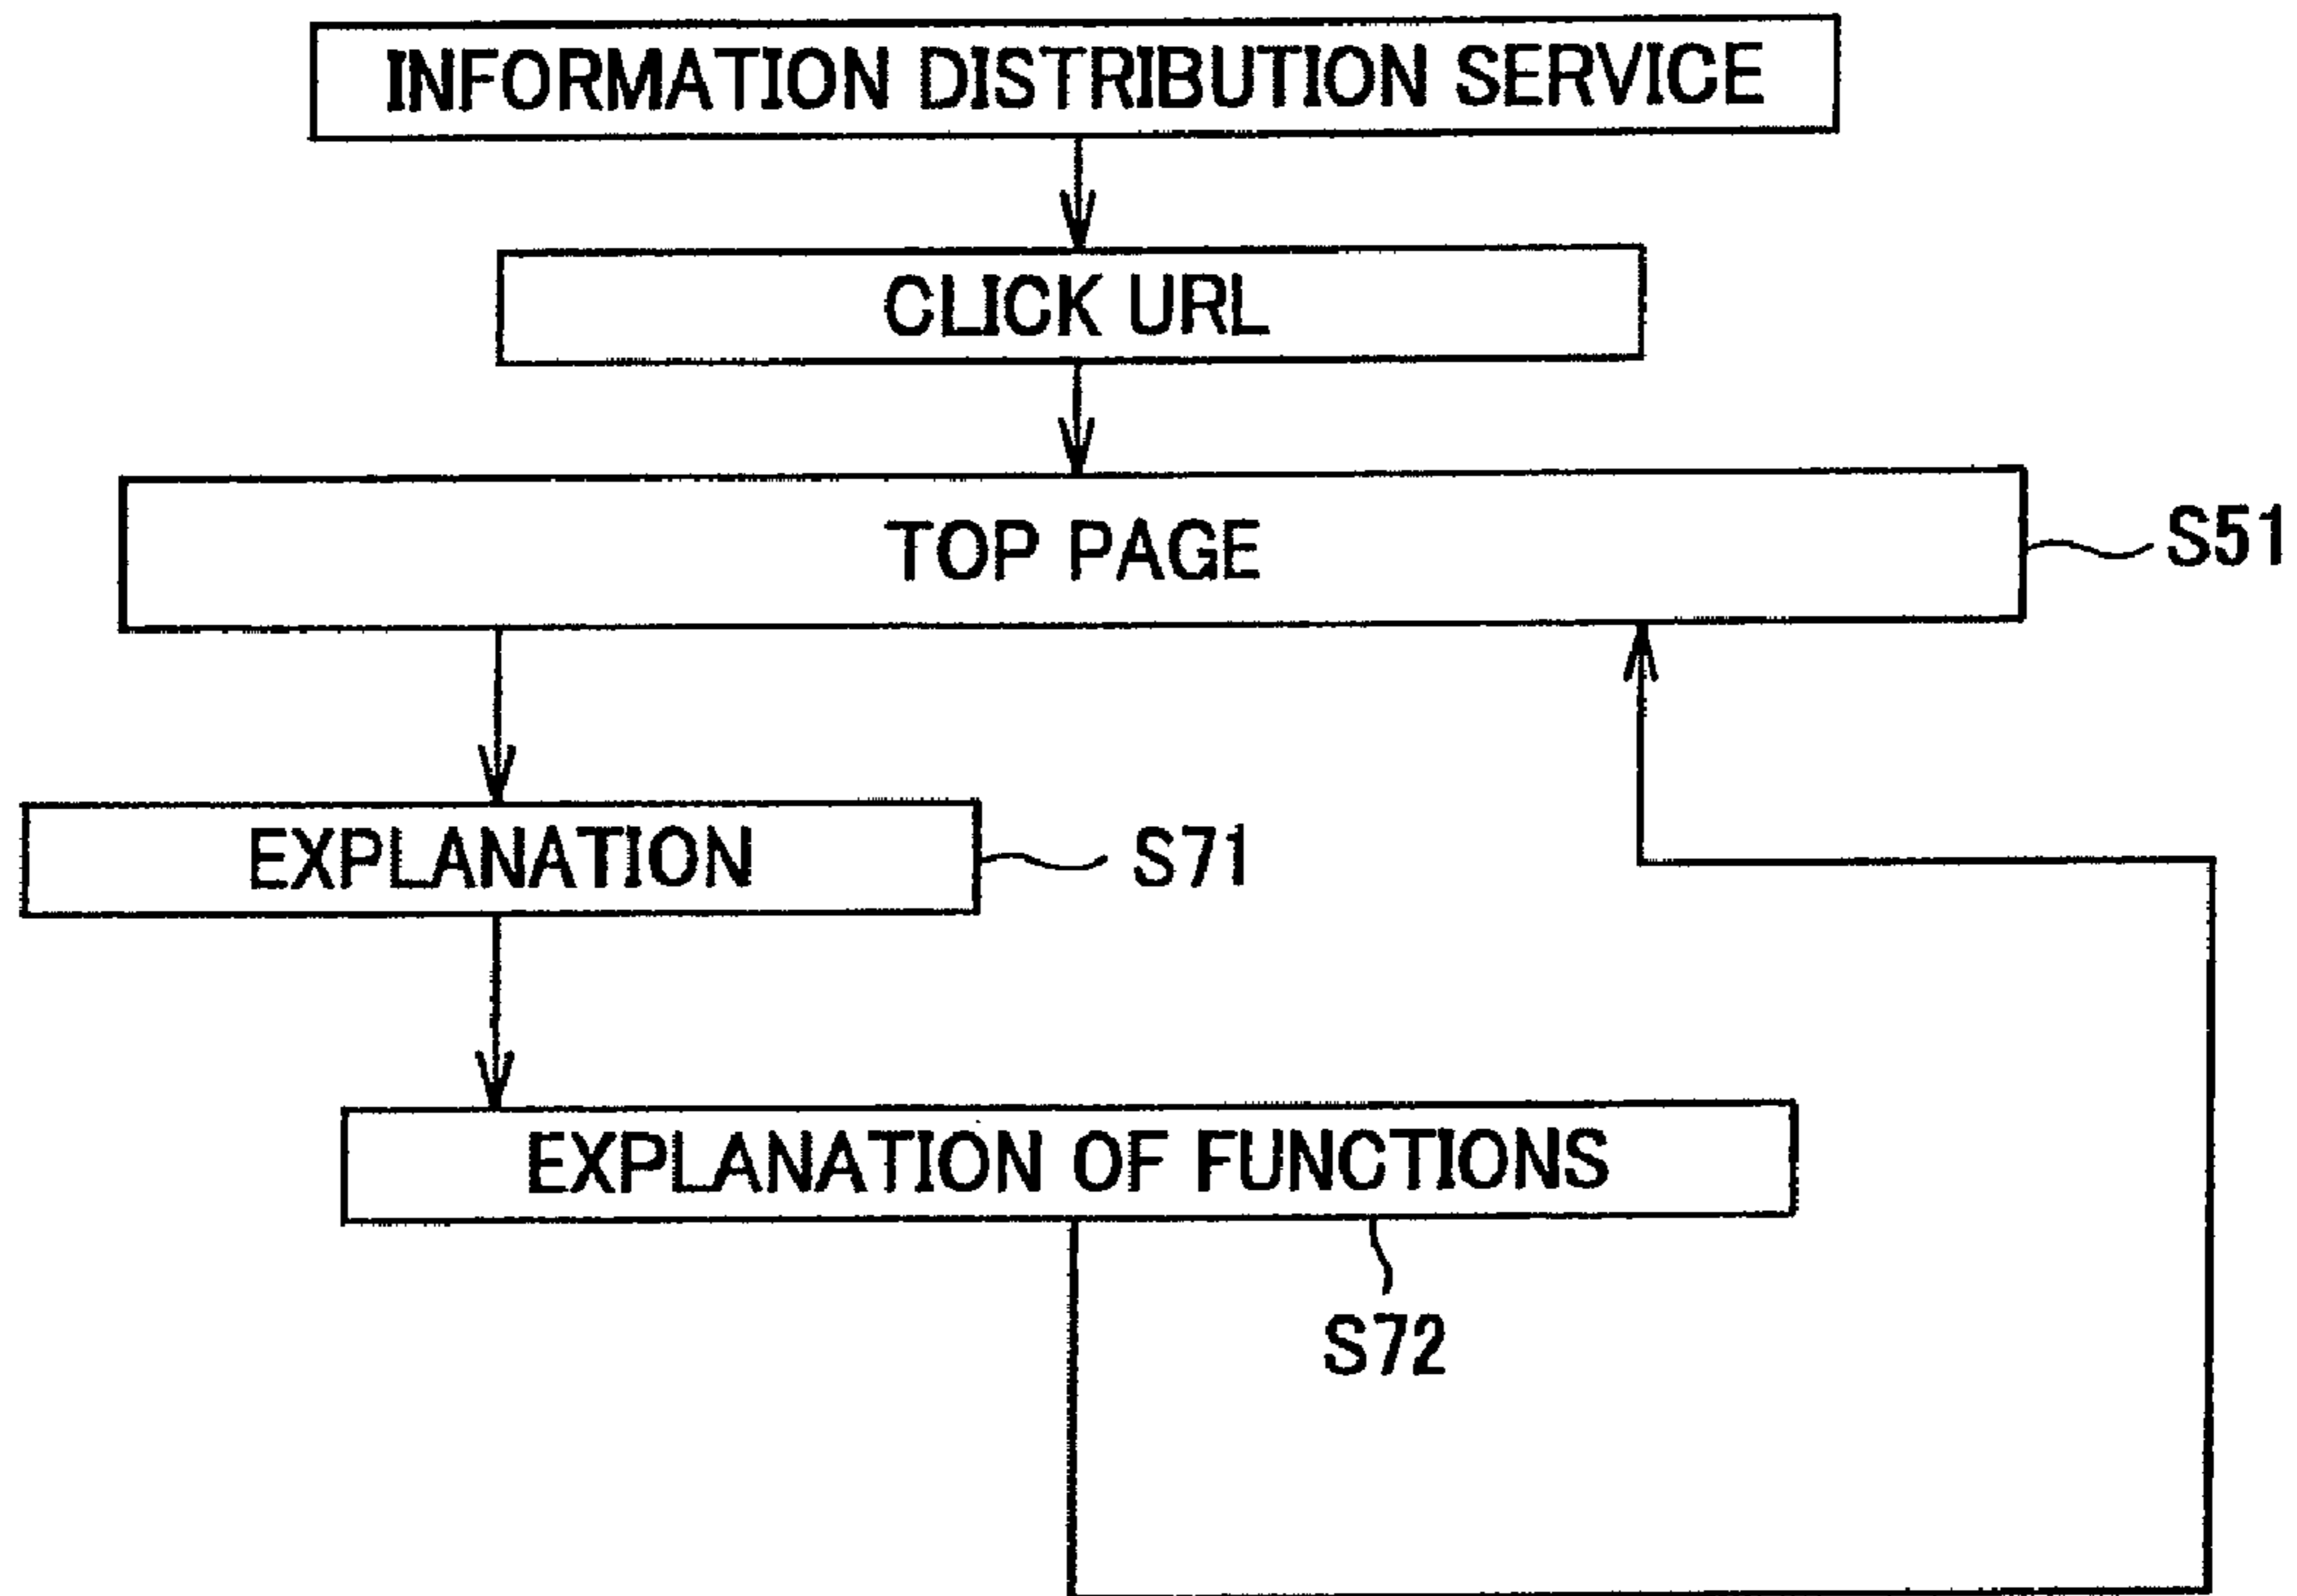 INFORMATION DISTRIBUTION SERVICE
CLICK URL
TOP PAGE
S51
EXPLANATION
S71
EXPLANATION OF FUNCTIONS
S72